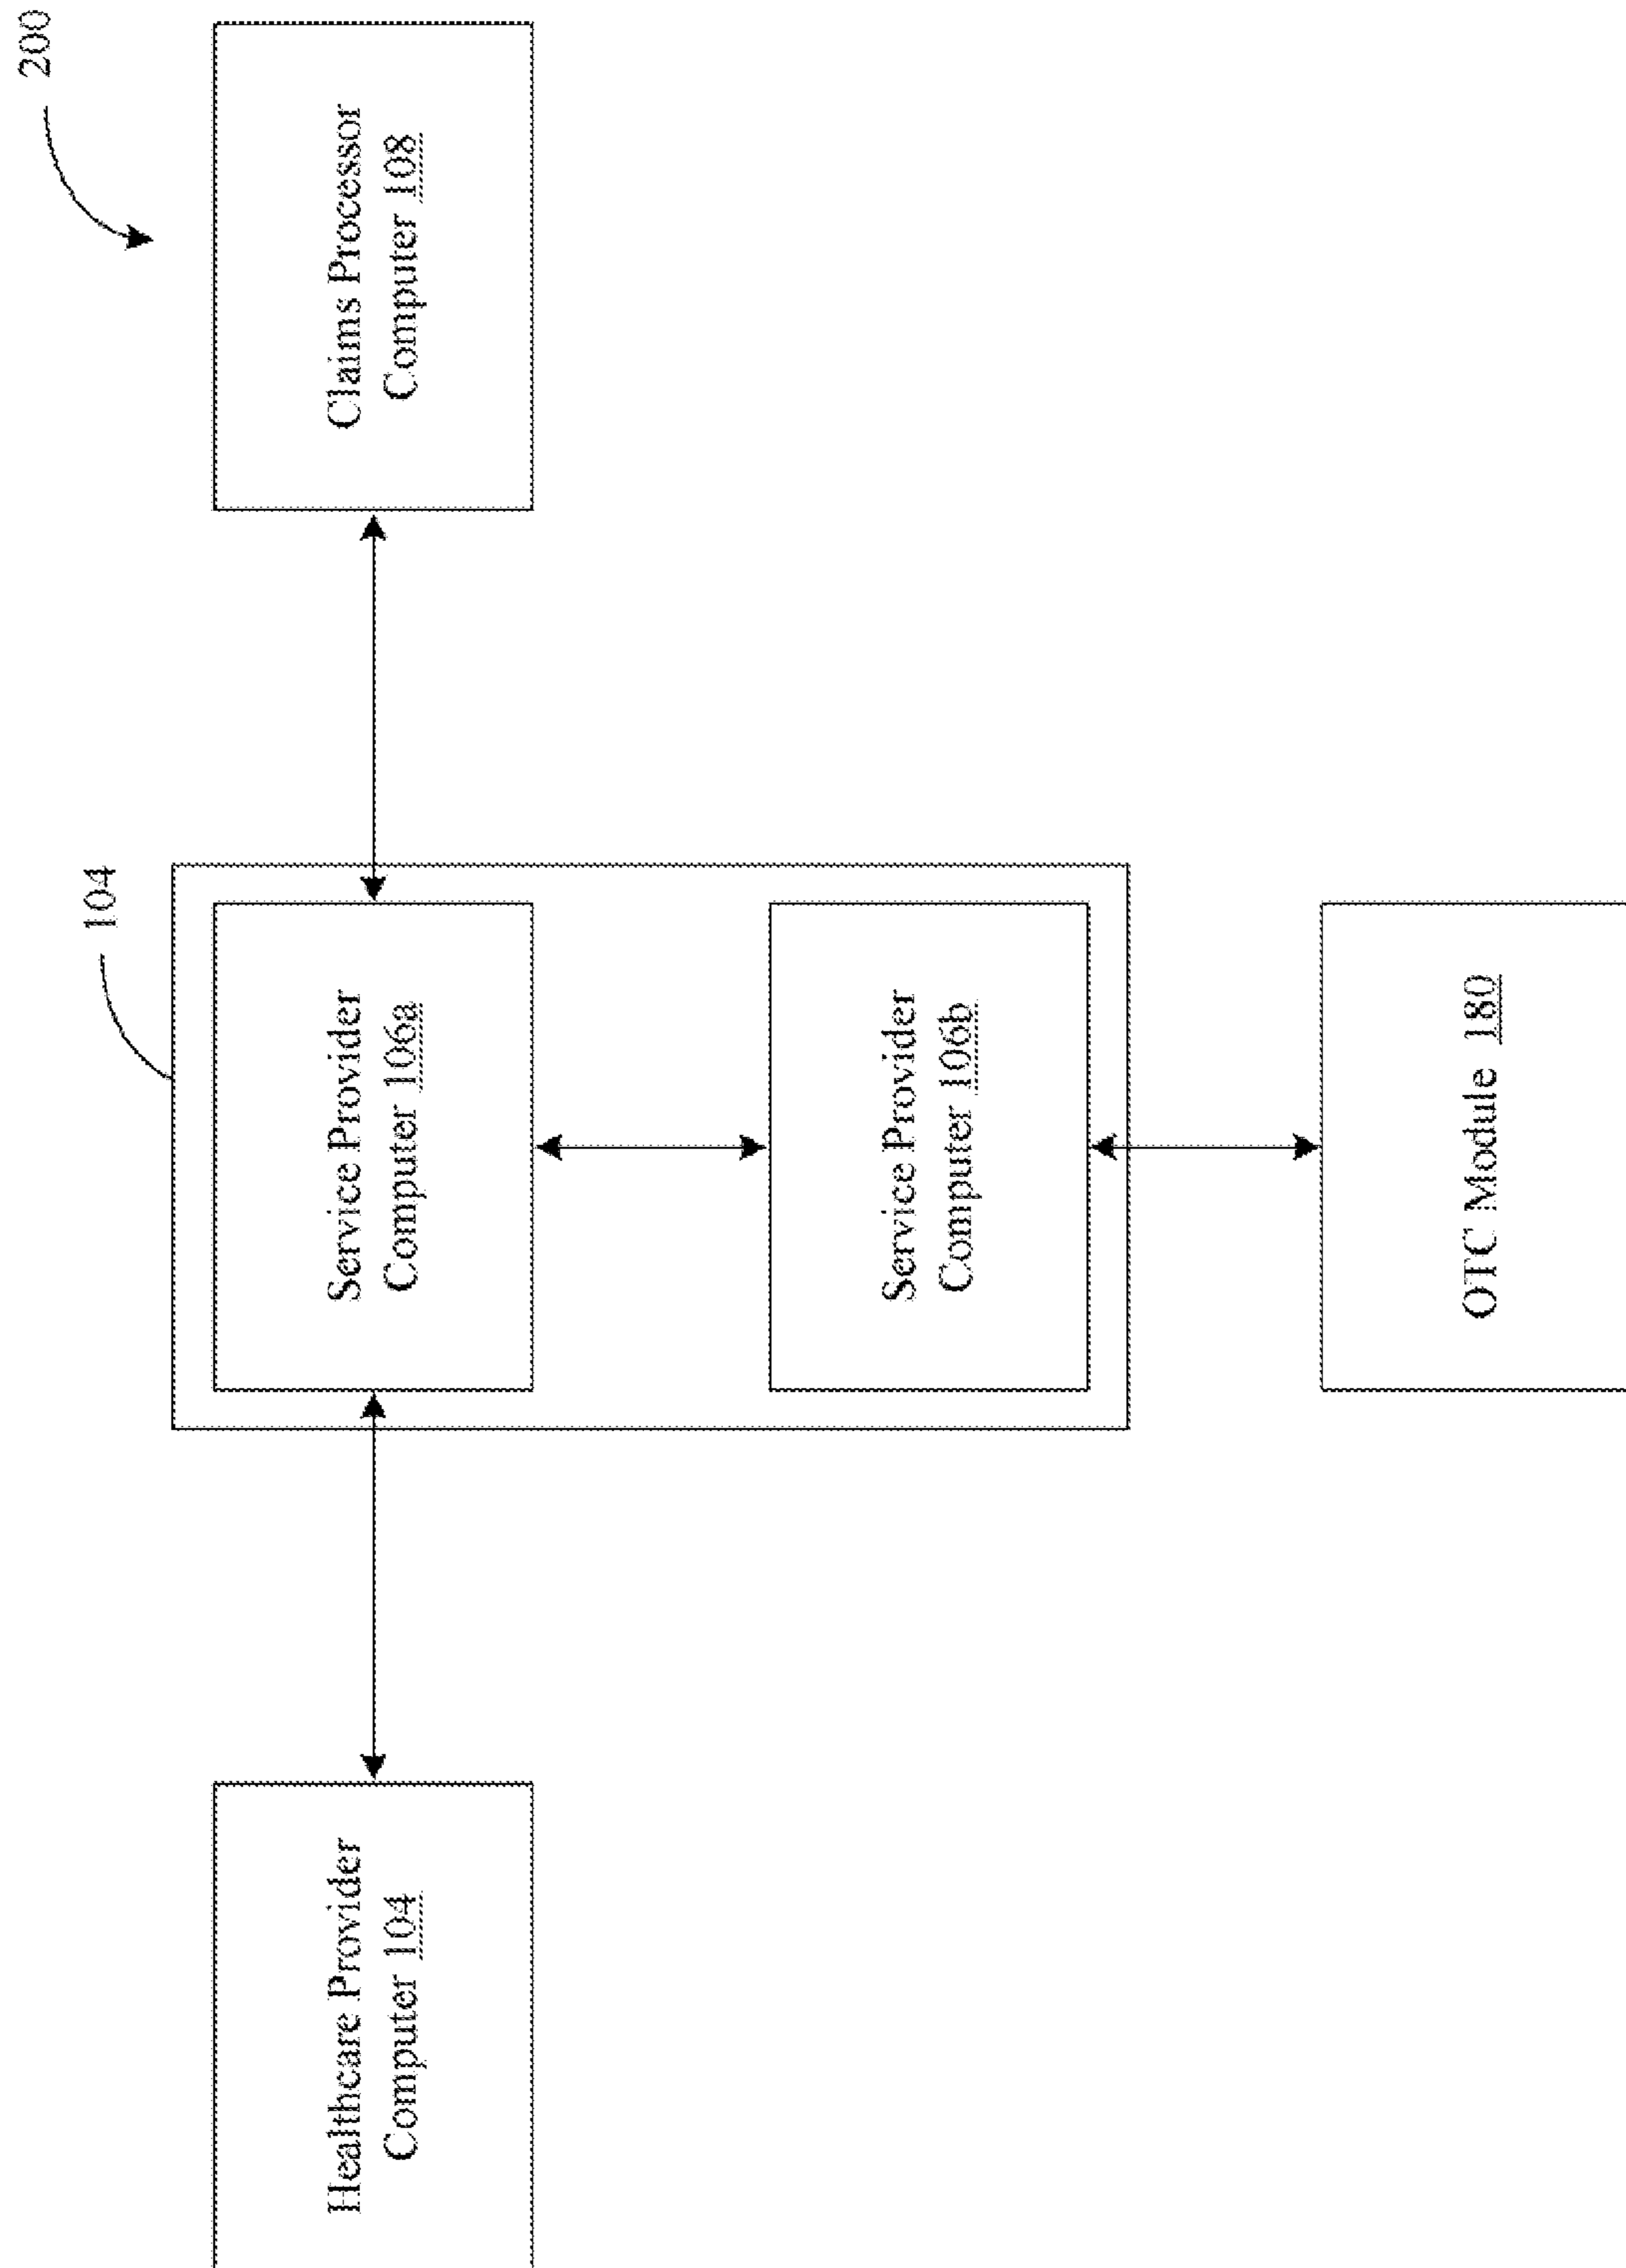 200
104
Healthcare Provider
Computer 104
Service Provider
Computer 106a
Claims Processor
Computer 108
Service Provider
Computer 106b
OTC Module 180